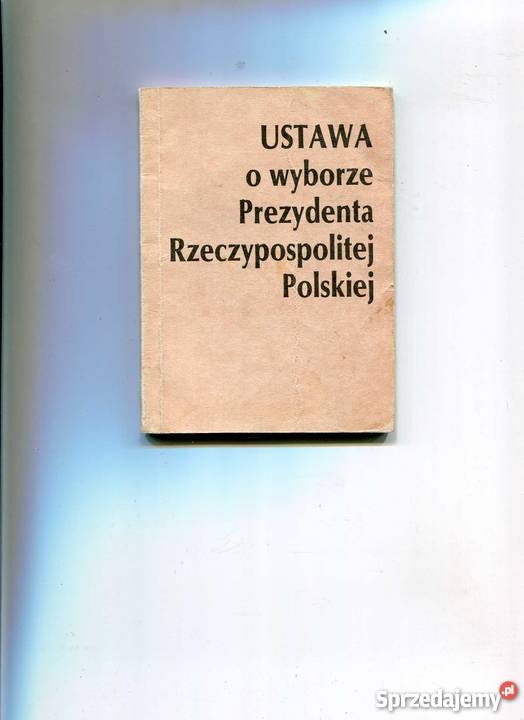 USTAWA
o wyborze
Prezydenta
Rzeczypospolitej
Polskiej
Sprzedajemy.pl